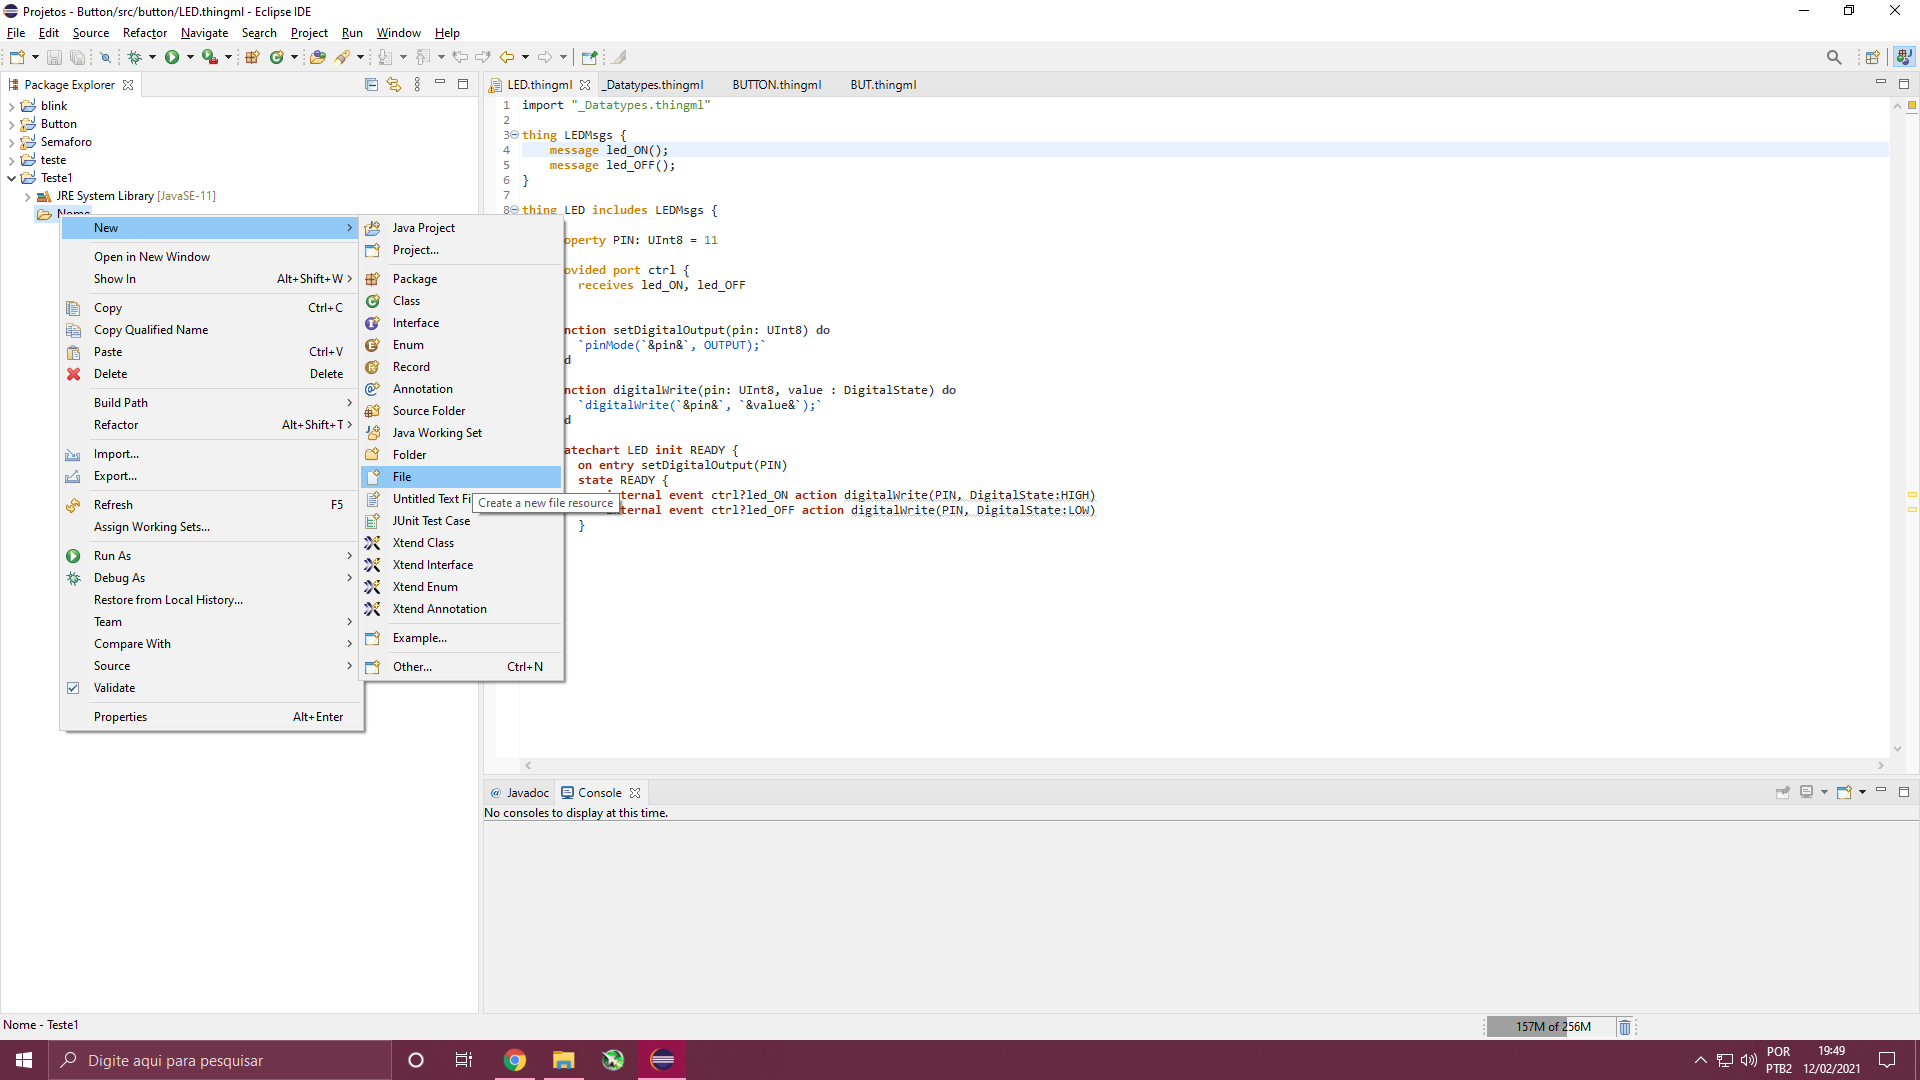 Projetos - Button/src/button/LED.thingml - Eclipse IDE
File Edit Source Refactor Navigate Search Project Run Window Help
Package Explorer
blink
Button
Semaforo
teste
Teste1
JRE System Library [JavaSE-11]
Nome
New
Open in New Window
Show In Alt+Shift+W
Copy Ctrl+C
Copy Qualified Name
Paste Ctrl+V
Delete Delete
Build Path
Refactor Alt+Shift+T
Import...
Export...
Refresh F5
Assign Working Sets...
Run As
Debug As
Restore from Local History...
Team
Compare With
Source
Validate
Properties Alt+Enter
Java Project
Project...
Package
Class
Interface
Enum
Record
Annotation
Source Folder
Java Working Set
Folder
File
Untitled Text Fi
Create a new file resource
JUnit Test Case
Xtend Class
Xtend Interface
Xtend Enum
Xtend Annotation
Example...
Other... Ctrl+N
LED.thingml _Datatypes.thingml BUTTON.thingml BUT.thingml
1 import "_Datatypes.thingml"
2
3 thing LEDMsgs {
4 message led_ON();
5 message led_OFF();
6 }
7
8 thing LED includes LEDMsgs {
operty PIN: UInt8 = 11
ovided port ctrl {
receives led_ON, led_OFF
nction setDigitalOutput(pin: UInt8) do
`pinMode(`&pin&`, OUTPUT);`
d
nction digitalWrite(pin: UInt8, value : DigitalState) do
`digitalWrite(`&pin&`, `&value&`);`
d
atechart LED init READY {
on entry setDigitalOutput(PIN)
state READY {
internal event ctrl?led_ON action digitalWrite(PIN, DigitalState:HIGH)
internal event ctrl?led_OFF action digitalWrite(PIN, DigitalState:LOW)
}
@ Javadoc Console
No consoles to display at this time.
Nome - Teste1
157M of 256M
Digite aqui para pesquisar
POR
PTB2
19:49
12/02/2021